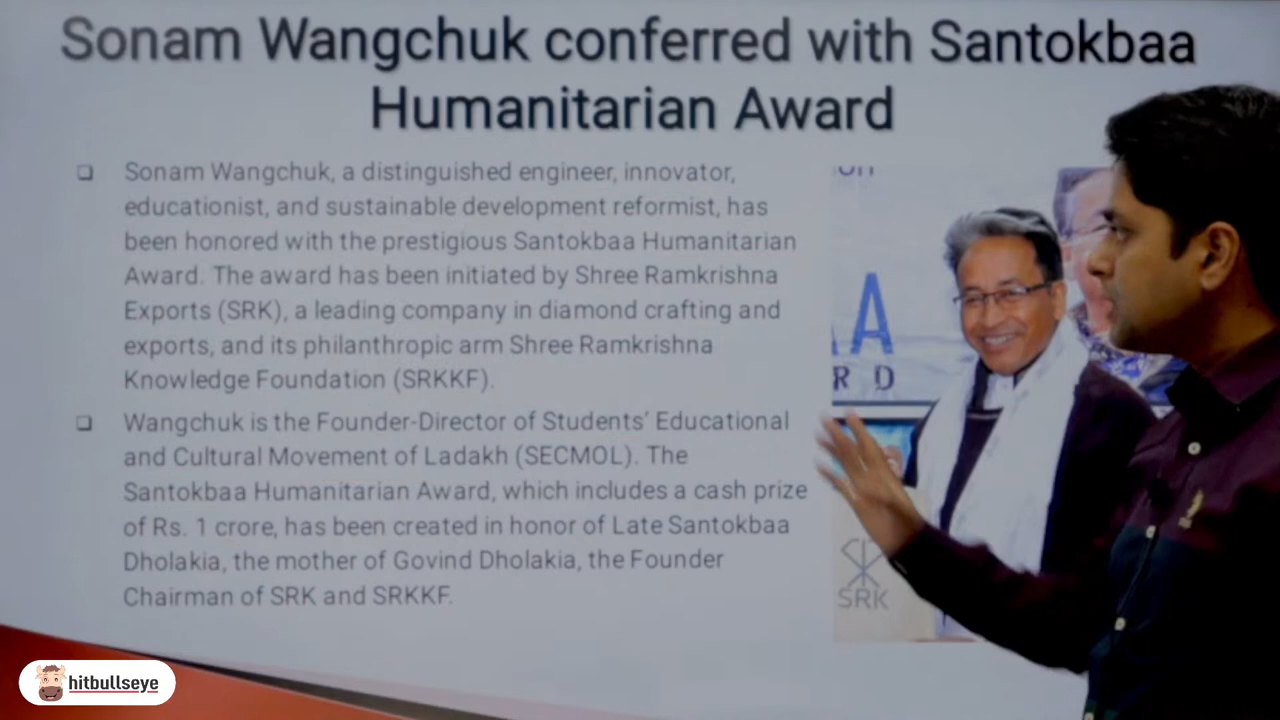 Sonam Wangchuk conferred with Santokbaa
Humanitarian Award
❑ Sonam Wangchuk, a distinguished engineer, innovator,
educationist, and sustainable development reformist, has
been honored with the prestigious Santokbaa Humanitarian
Award. The award has been initiated by Shree Ramkrishna
Exports (SRK), a leading company in diamond crafting and
exports, and its philanthropic arm Shree Ramkrishna
Knowledge Foundation (SRKKF).
❑ Wangchuk is the Founder-Director of Students’ Educational
and Cultural Movement of Ladakh (SECMOL). The
Santokbaa Humanitarian Award, which includes a cash prize
of Rs. 1 crore, has been created in honor of Late Santokbaa
Dholakia, the mother of Govind Dholakia, the Founder
Chairman of SRK and SRKKF.
A
RD
SRK
hitbullseye